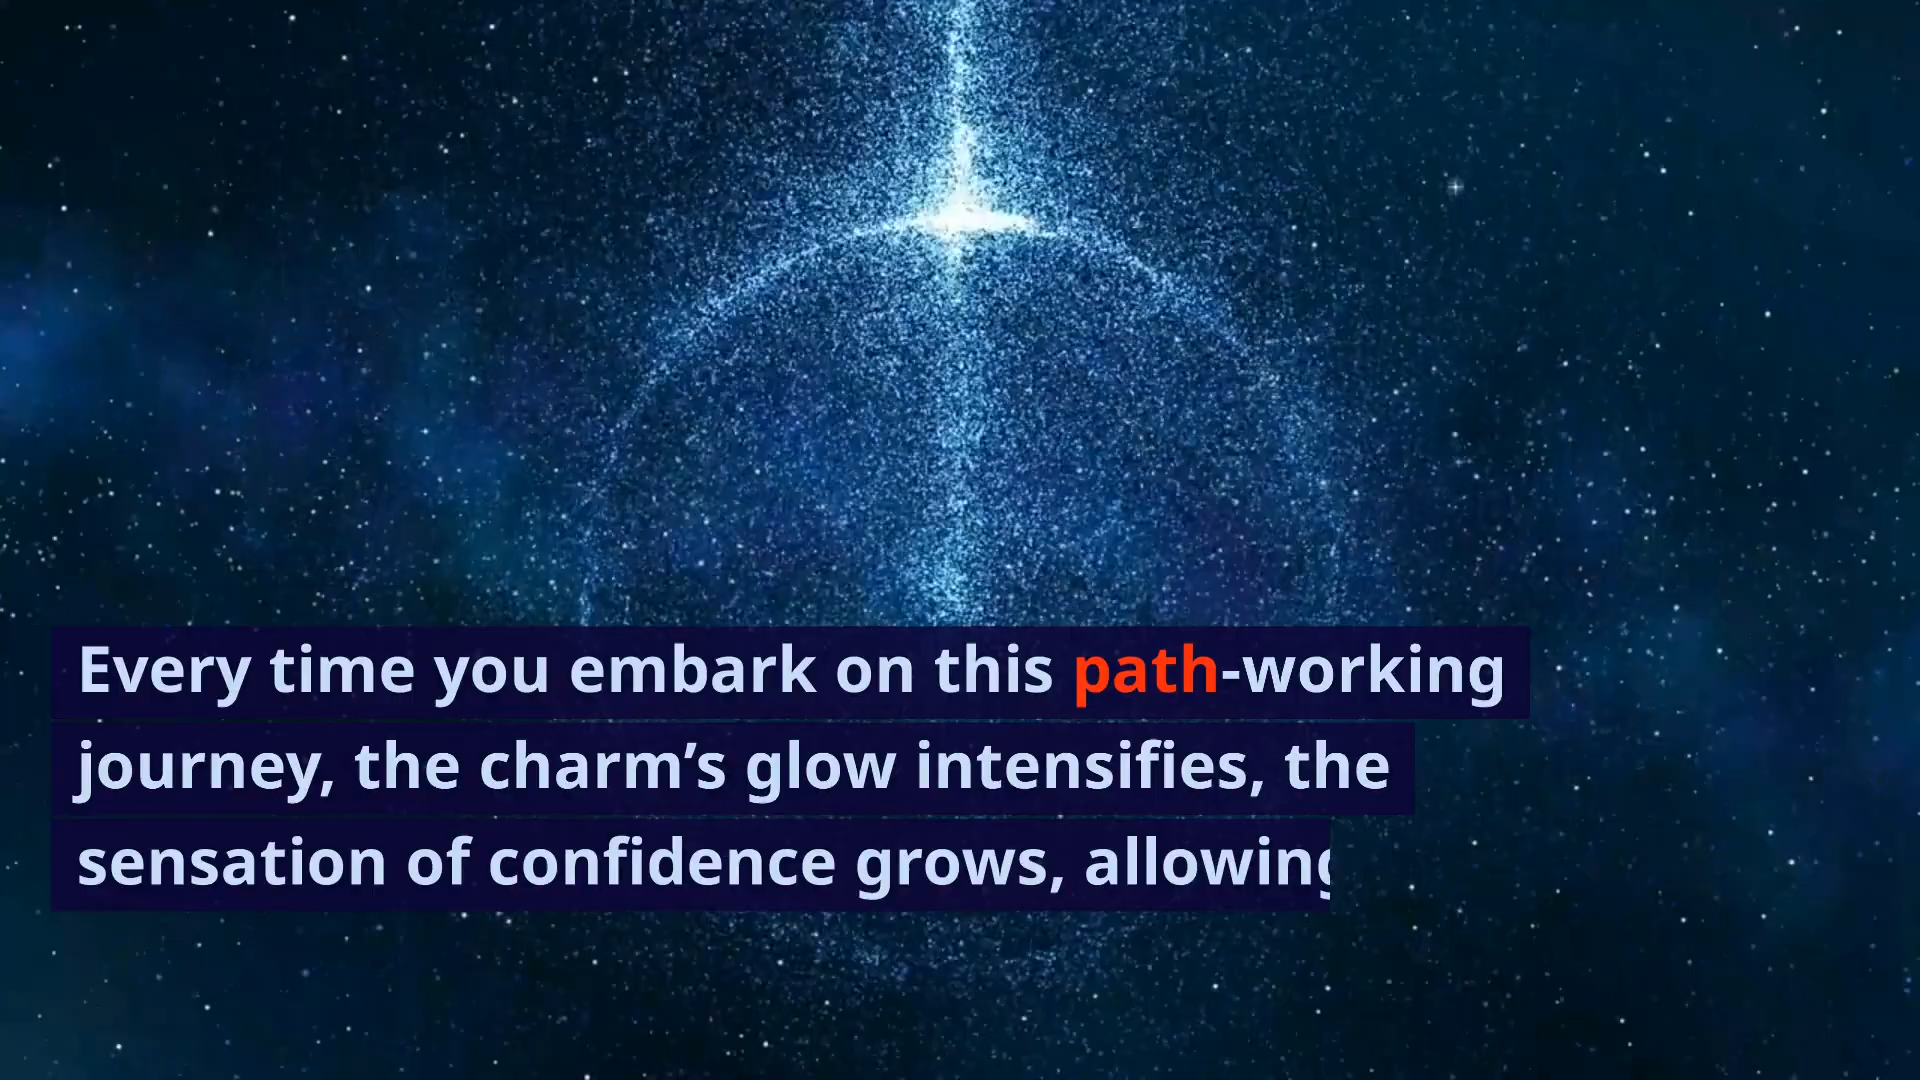 Every time you embark on this path-working
journey, the charm’s glow intensifies, the
sensation of confidence grows, allowing